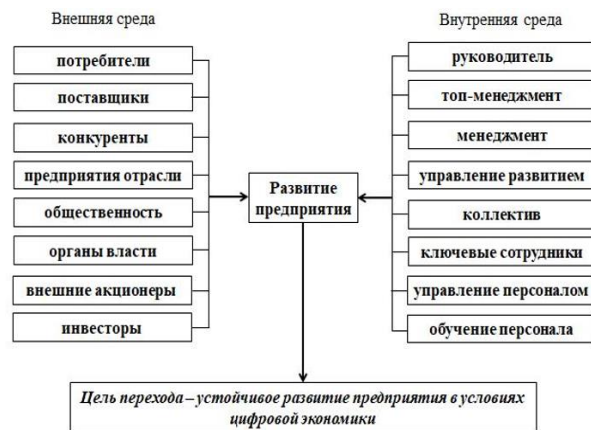 Внешняя среда
потребители
поставщики
конкуренты
предприятия отрасли
общественность
органы власти
внешние акционеры
инвесторы
Развитие
предприятия
Внутренняя среда
руководитель
топ-менеджмент
менеджмент
управление развитием
коллектив
ключевые сотрудники
управление персоналом
обучение персонала
Цель перехода – устойчивое развитие предприятия в условиях
цифровой экономики